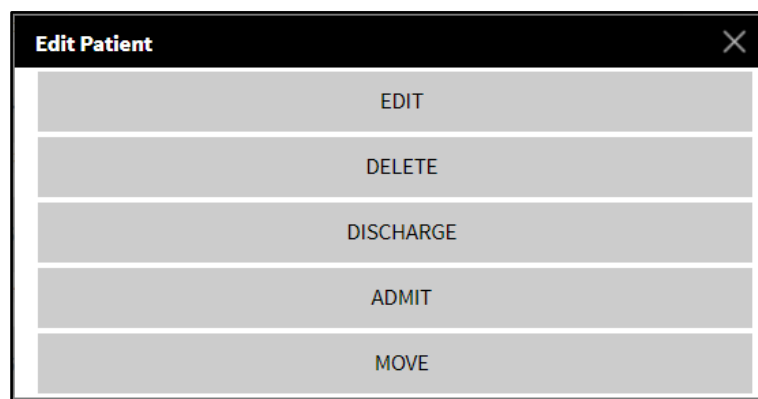 Edit Patient
EDIT
DELETE
DISCHARGE
ADMIT
MOVE